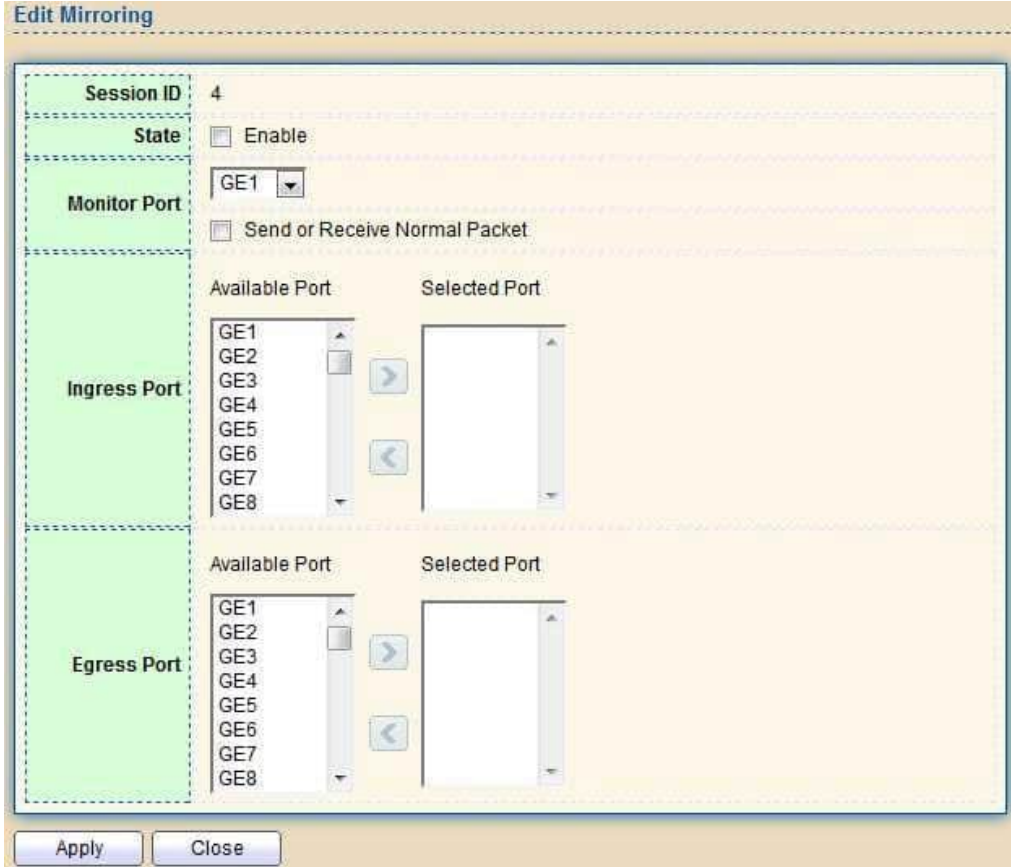 Edit Mirroring
Session ID 4
State Enable
Monitor Port GE1
Send or Receive Normal Packet
Ingress Port
Available Port Selected Port
GE1
GE2
GE3
GE4
GE5
GE6
GE7
GE8
Egress Port
Available Port Selected Port
GE1
GE2
GE3
GE4
GE5
GE6
GE7
GE8
Apply Close